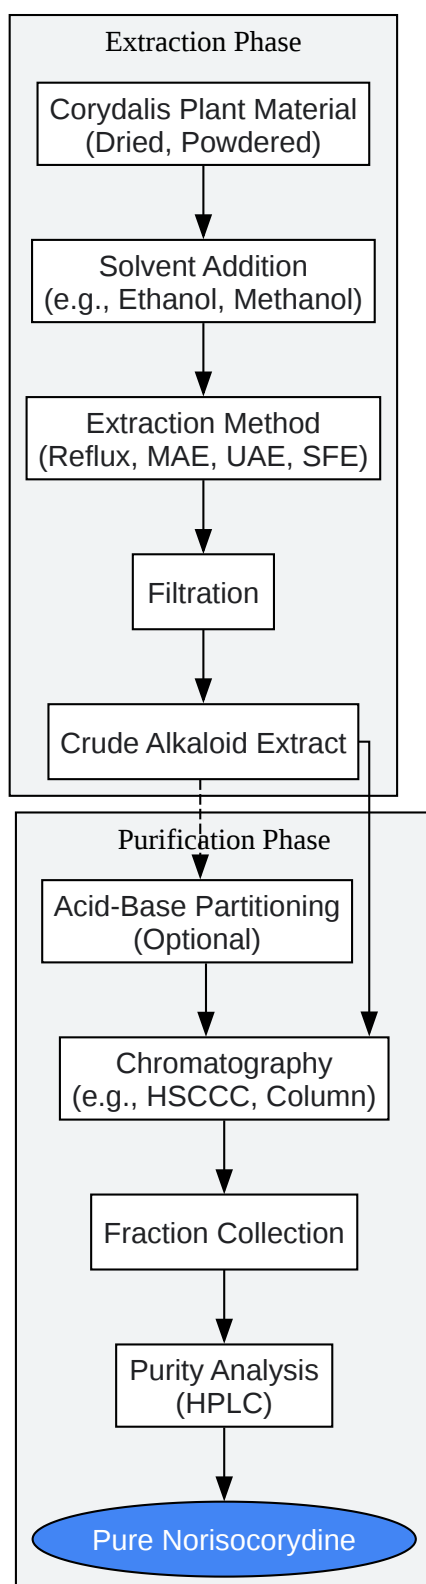 Extraction Phase
Corydalis Plant Material
(Dried, Powdered)
Solvent Addition
(e.g., Ethanol, Methanol)
Extraction Method
(Reflux, MAE, UAE, SFE)
Filtration
Crude Alkaloid Extract
Purification Phase
Acid-Base Partitioning
(Optional)
Chromatography
(e.g., HSCCC, Column)
Fraction Collection
Purity Analysis
(HPLC)
Pure Norisocorydine